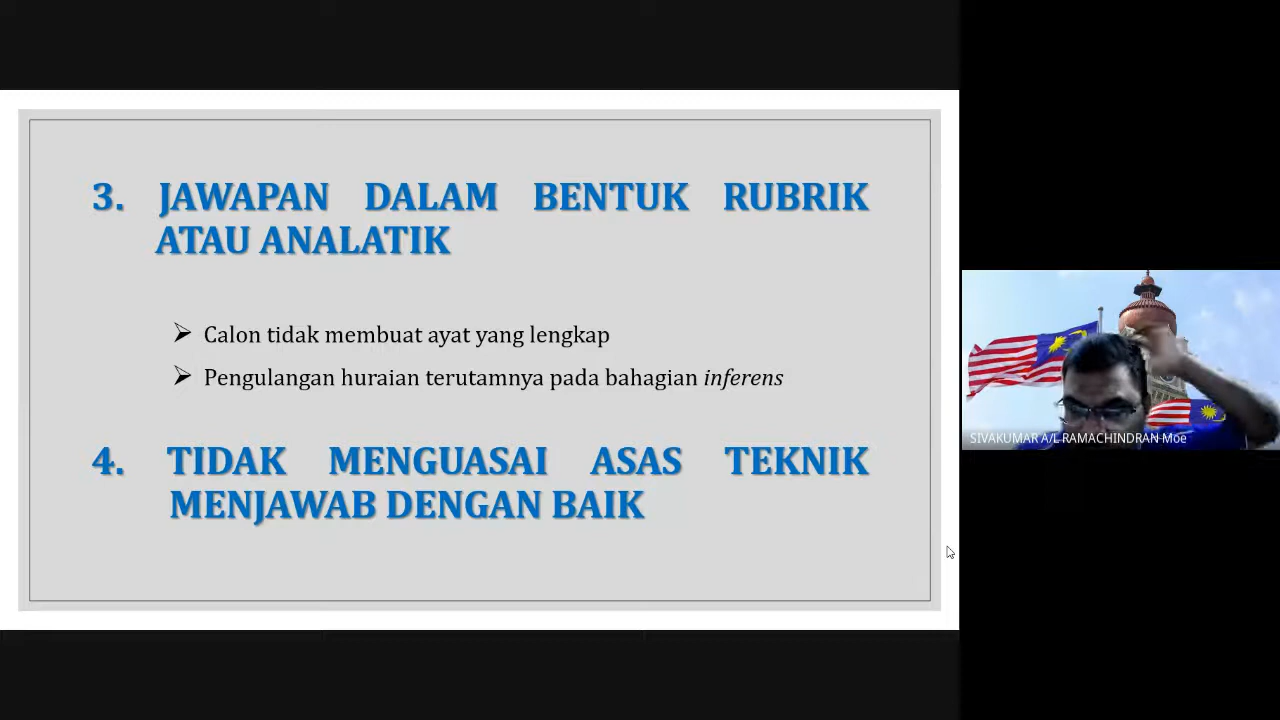 3. JAWAPAN DALAM BENTUK RUBRIK
ATAU ANALATIK
➢ Calon tidak membuat ayat yang lengkap
➢ Pengulangan huraian terutamnya pada bahagian inferens
4. TIDAK MENGUASAI ASAS TEKNIK
MENJAWAB DENGAN BAIK
SIVAKUMAR A/L RAMACHINDRAN Moe